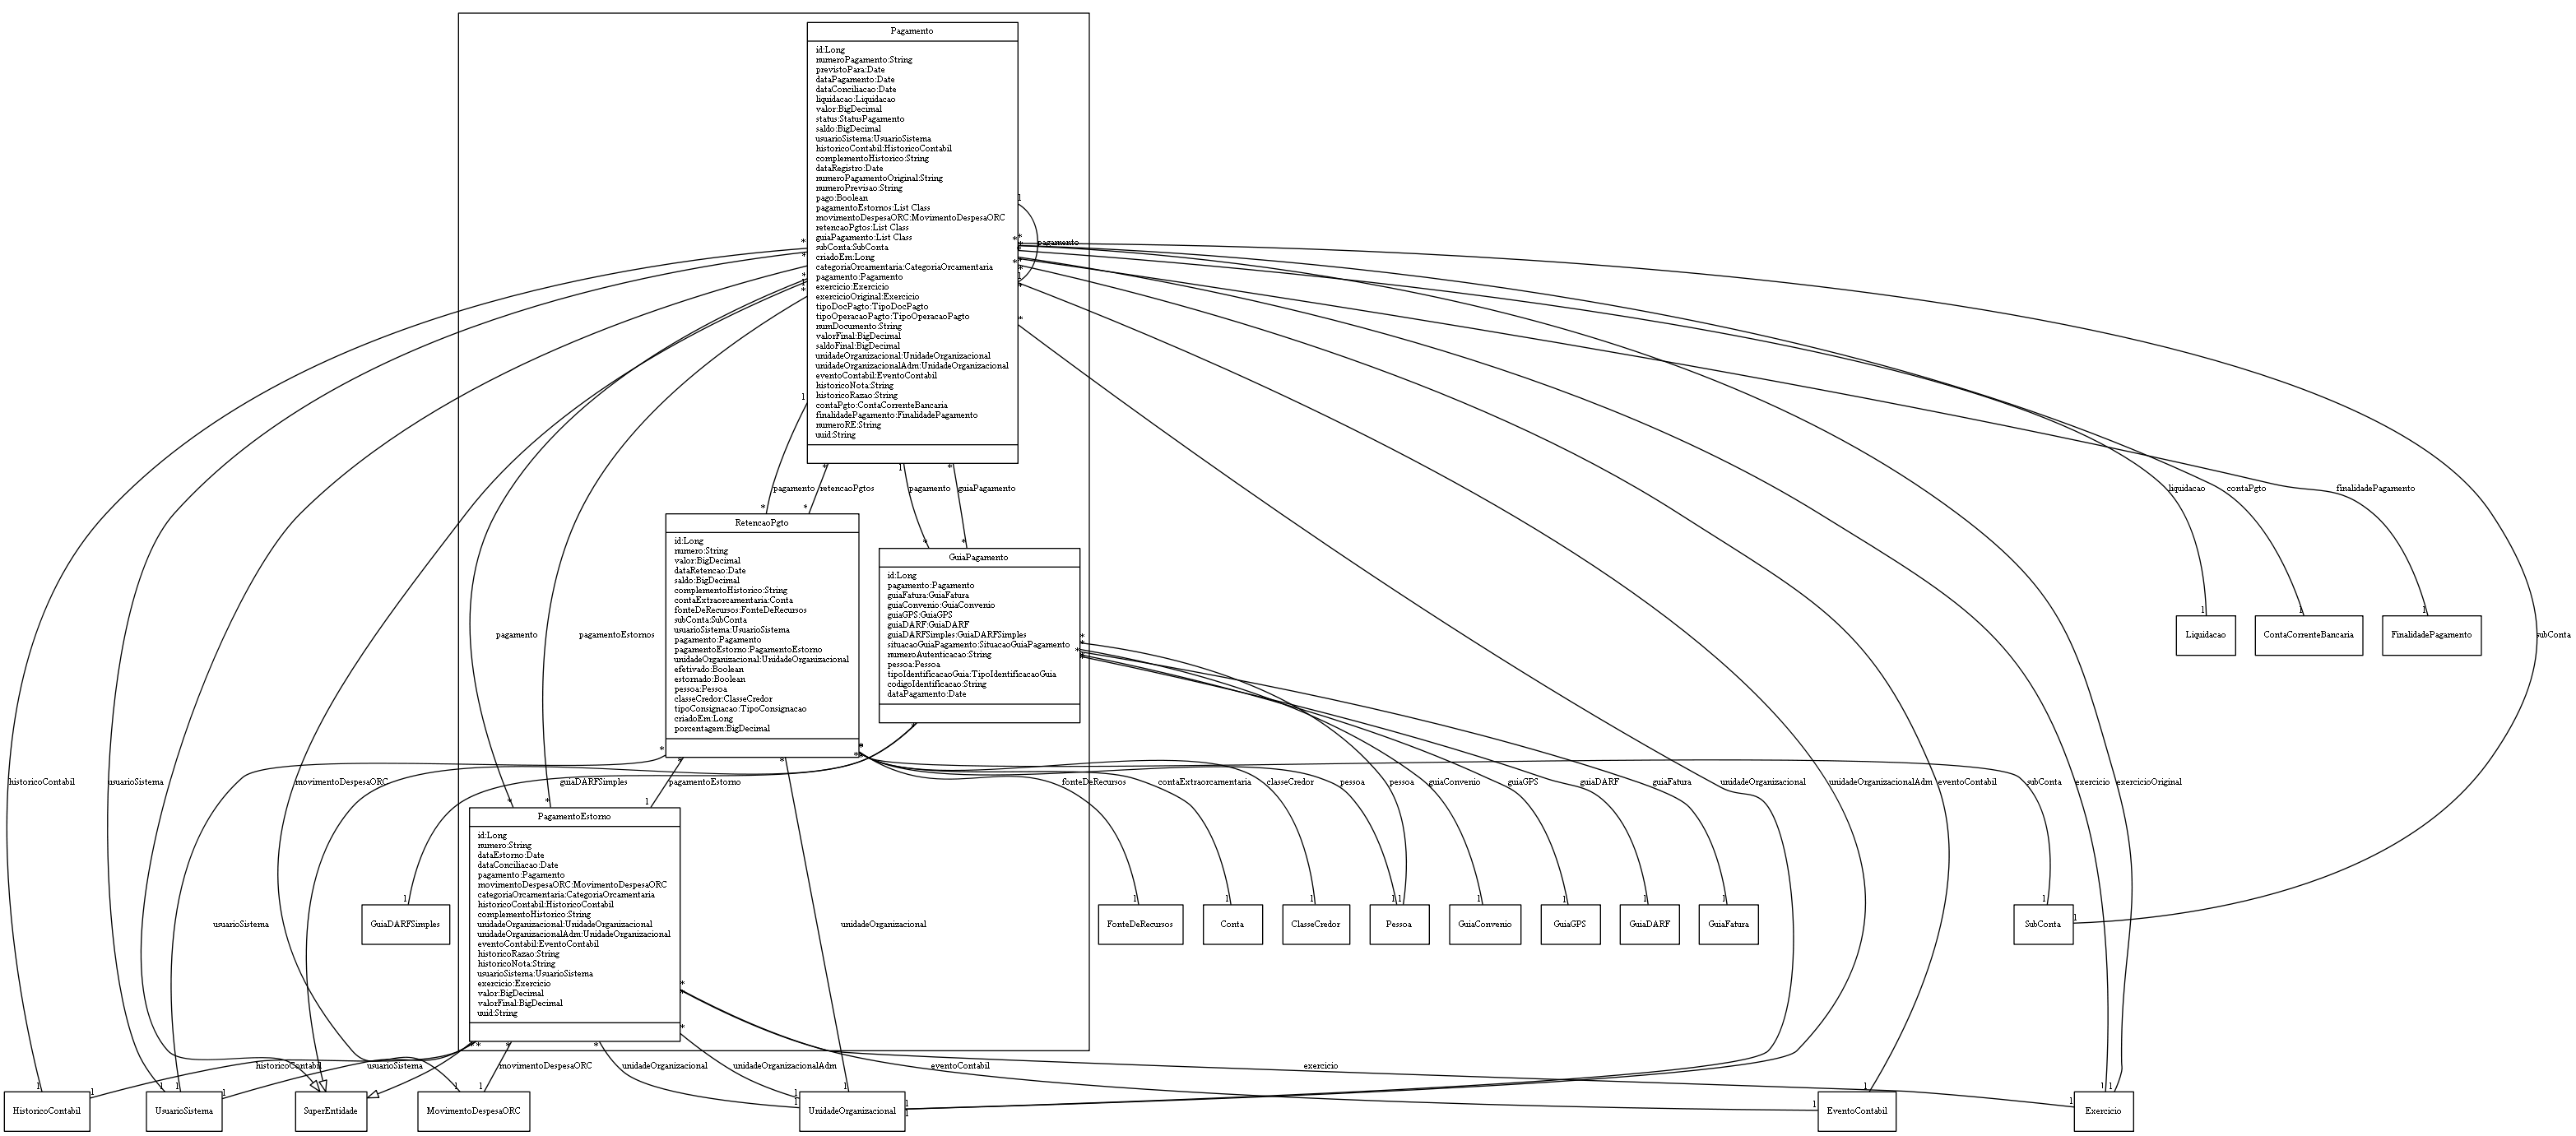 Pagamento
id:Long
numeroPagamento:String
previstoPara:Date
dataPagamento:Date
dataConciliacao:Date
liquidacao:Liquidacao
valor:BigDecimal
status:StatusPagamento
saldo:BigDecimal
usuarioSistema:UsuarioSistema
historicoContabil:HistoricoContabil
complementoHistorico:String
dataRegistro:Date
numeroPagamentoOriginal:String
numeroPrevisao:String
pago:Boolean
pagamentoEstornos:List Class
movimentoDespesaORC:MovimentoDespesaORC
retencaoPgtos:List Class
guiaPagamento:List Class
subConta:SubConta
criadoEm:Long
categoriaOrcamentaria:CategoriaOrcamentaria
pagamento:Pagamento
exercicio:Exercicio
exercicioOriginal:Exercicio
tipoDocPagto:TipoDocPagto
tipoOperacaoPagto:TipoOperacaoPagto
numDocumento:String
valorFinal:BigDecimal
saldoFinal:BigDecimal
unidadeOrganizacional:UnidadeOrganizacional
unidadeOrganizacionalAdm:UnidadeOrganizacional
eventoContabil:EventoContabil
historicoNota:String
historicoRazao:String
contaPgto:ContaCorrenteBancaria
finalidadePagamento:FinalidadePagamento
numeroRE:String
uuid:String
pagamento
pagamento
retencaoPgtos
pagamento
guiaPagamento
liquidacao
contaPgto
finalidadePagamento
RetencaoPgto
id:Long
numero:String
valor:BigDecimal
dataRetencao:Date
saldo:BigDecimal
complementoHistorico:String
contaExtraorcamentaria:Conta
fonteDeRecursos:FonteDeRecursos
subConta:SubConta
usuarioSistema:UsuarioSistema
pagamento:Pagamento
pagamentoEstorno:PagamentoEstorno
unidadeOrganizacional:UnidadeOrganizacional
efetivado:Boolean
estornado:Boolean
pessoa:Pessoa
classeCredor:ClasseCredor
tipoConsignacao:TipoConsignacao
criadoEm:Long
porcentagem:BigDecimal
GuiaPagamento
id:Long
pagamento:Pagamento
guiaFatura:GuiaFatura
guiaConvenio:GuiaConvenio
guiaGPS:GuiaGPS
guiaDARF:GuiaDARF
guiaDARFSimples:GuiaDARFSimples
situacaoGuiaPagamento:SituacaoGuiaPagamento
numeroAutenticacao:String
pessoa:Pessoa
tipoIdentificacaoGuia:TipoIdentificacaoGuia
codigoIdentificacao:String
dataPagamento:Date
pagamento
pagamentoEstornos
Liquidacao
ContaCorrenteBancaria
FinalidadePagamento
subConta
historicoContabil
usuarioSistema
movimentoDespesaORC
guiaDARFSimples
pagamentoEstorno
fonteDeRecursos
contaExtraorcamentaria
classeCredor
pessoa
pessoa
guiaConvenio
guiaGPS
guiaDARF
guiaFatura
unidadeOrganizacional
unidadeOrganizacionalAdm
eventoContabil
subConta
exercicio
exercicioOriginal
PagamentoEstorno
id:Long
numero:String
dataEstorno:Date
dataConciliacao:Date
pagamento:Pagamento
movimentoDespesaORC:MovimentoDespesaORC
categoriaOrcamentaria:CategoriaOrcamentaria
historicoContabil:HistoricoContabil
complementoHistorico:String
unidadeOrganizacional:UnidadeOrganizacional
unidadeOrganizacionalAdm:UnidadeOrganizacional
eventoContabil:EventoContabil
historicoRazao:String
historicoNota:String
usuarioSistema:UsuarioSistema
exercicio:Exercicio
valor:BigDecimal
valorFinal:BigDecimal
uuid:String
usuarioSistema
GuiaDARFSimples
unidadeOrganizacional
FonteDeRecursos
Conta
ClasseCredor
Pessoa
GuiaConvenio
GuiaGPS
GuiaDARF
GuiaFatura
SubConta
historicoContabil
usuarioSistema
movimentoDespesaORC
unidadeOrganizacional
unidadeOrganizacionalAdm
eventoContabil
exercicio
HistoricoContabil
UsuarioSistema
SuperEntidade
MovimentoDespesaORC
UnidadeOrganizacional
EventoContabil
Exercicio